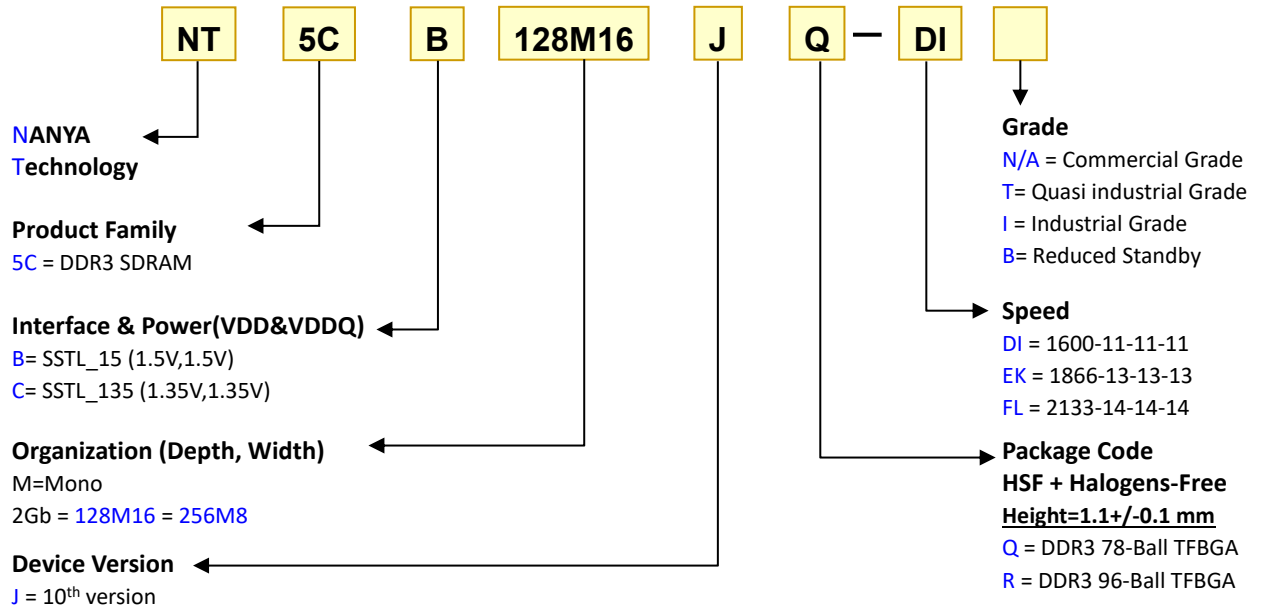 NT 5C B 128M16 J Q – DI
NANYA
Technology
Product Family
5C = DDR3 SDRAM
Interface & Power(VDD&VDDQ)
B= SSTL_15 (1.5V,1.5V)
C= SSTL_135 (1.35V,1.35V)
Organization (Depth, Width)
M=Mono
2Gb = 128M16 = 256M8
Device Version
J = 10th version
Grade
N/A = Commercial Grade
T= Quasi industrial Grade
I = Industrial Grade
B= Reduced Standby
Speed
DI = 1600-11-11-11
EK = 1866-13-13-13
FL = 2133-14-14-14
Package Code
HSF + Halogens-Free
Height=1.1+/-0.1 mm
Q = DDR3 78-Ball TFBGA
R = DDR3 96-Ball TFBGA